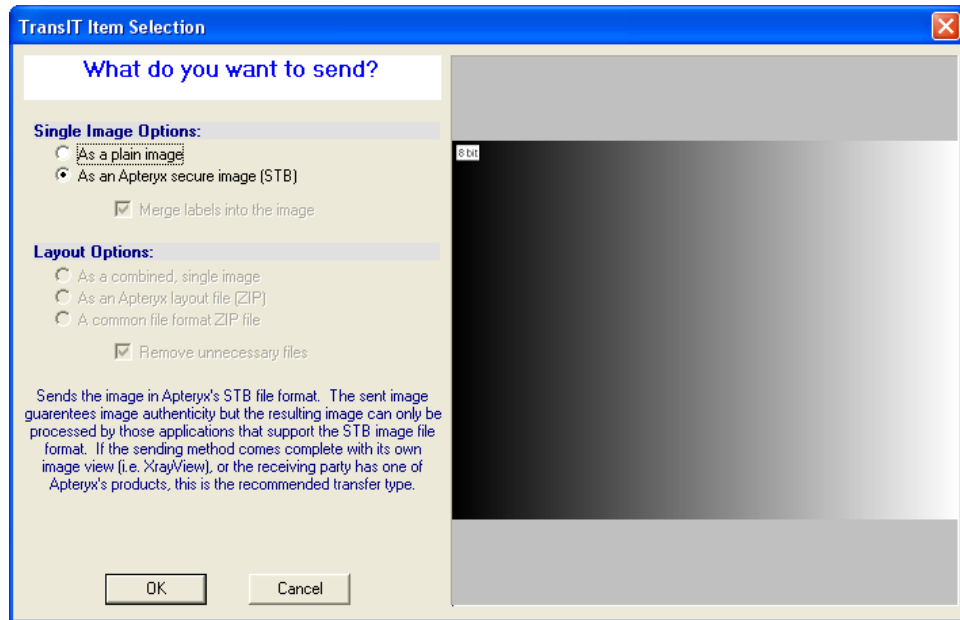 TransIT Item Selection
What do you want to send?
Single Image Options:
As a plain image
As an Apteryx secure image (STB)
Merge labels into the image
Layout Options:
As a combined, single image
As an Apteryx layout file (ZIP)
A common file format ZIP file
Remove unnecessary files
Sends the image in Apteryx's STB file format. The sent image
guarentees image authenticity but the resulting image can only be
processed by those applications that support the STB image file
format. If the sending method comes complete with its own
image view (i.e. XrayView), or the receiving party has one of
Apteryx's products, this is the recommended transfer type.
OK
Cancel
8 bit